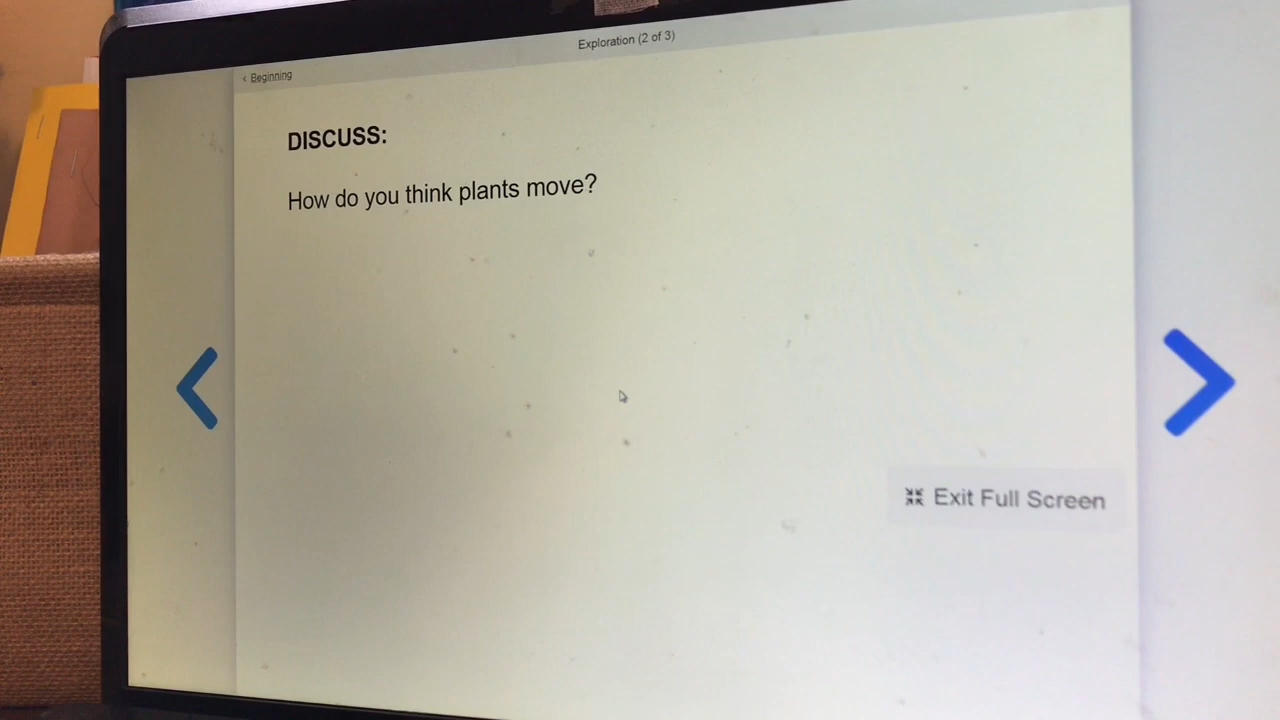 Exploration (2 of 3)
‹ Beginning
DISCUSS:
How do you think plants move?
Exit Full Screen